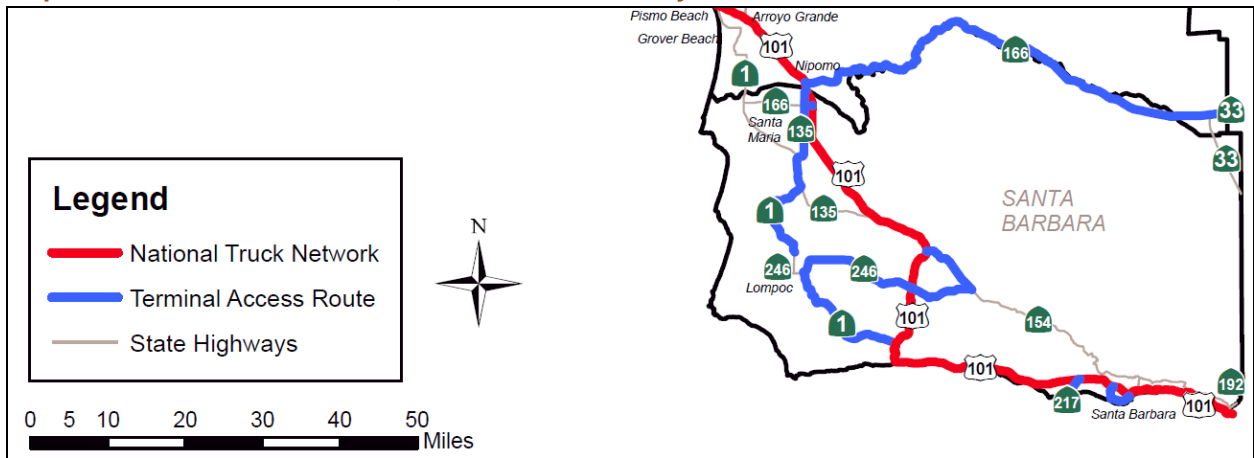 Pismo Beach
Arroyo Grande
Grover Beach
101
Nipomo
166
1
166
33
Santa
Maria
135
33
101
SANTA
BARBARA
135
1
246
246
Lompoc
101
1
154
101
192
217
101
Santa Barbara
Legend
National Truck Network
Terminal Access Route
State Highways
N
0 5 10 20 30 40 50
Miles